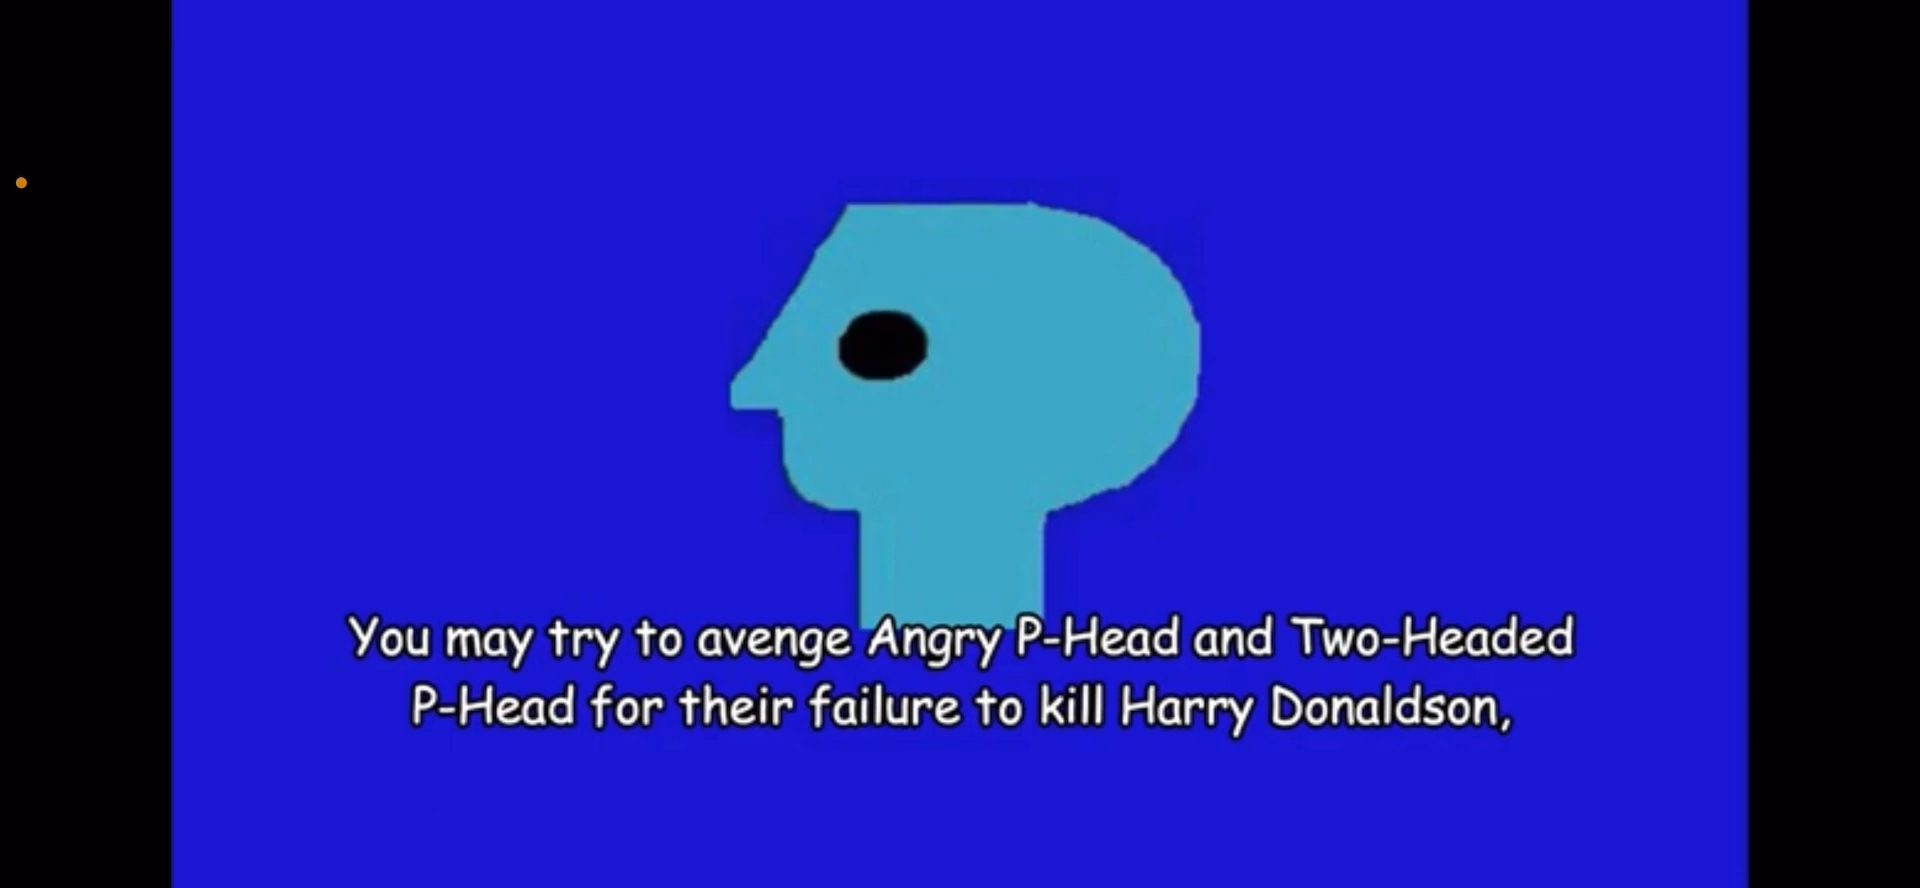 You may try to avenge Angry P-Head and Two-Headed
P-Head for their failure to kill Harry Donaldson,